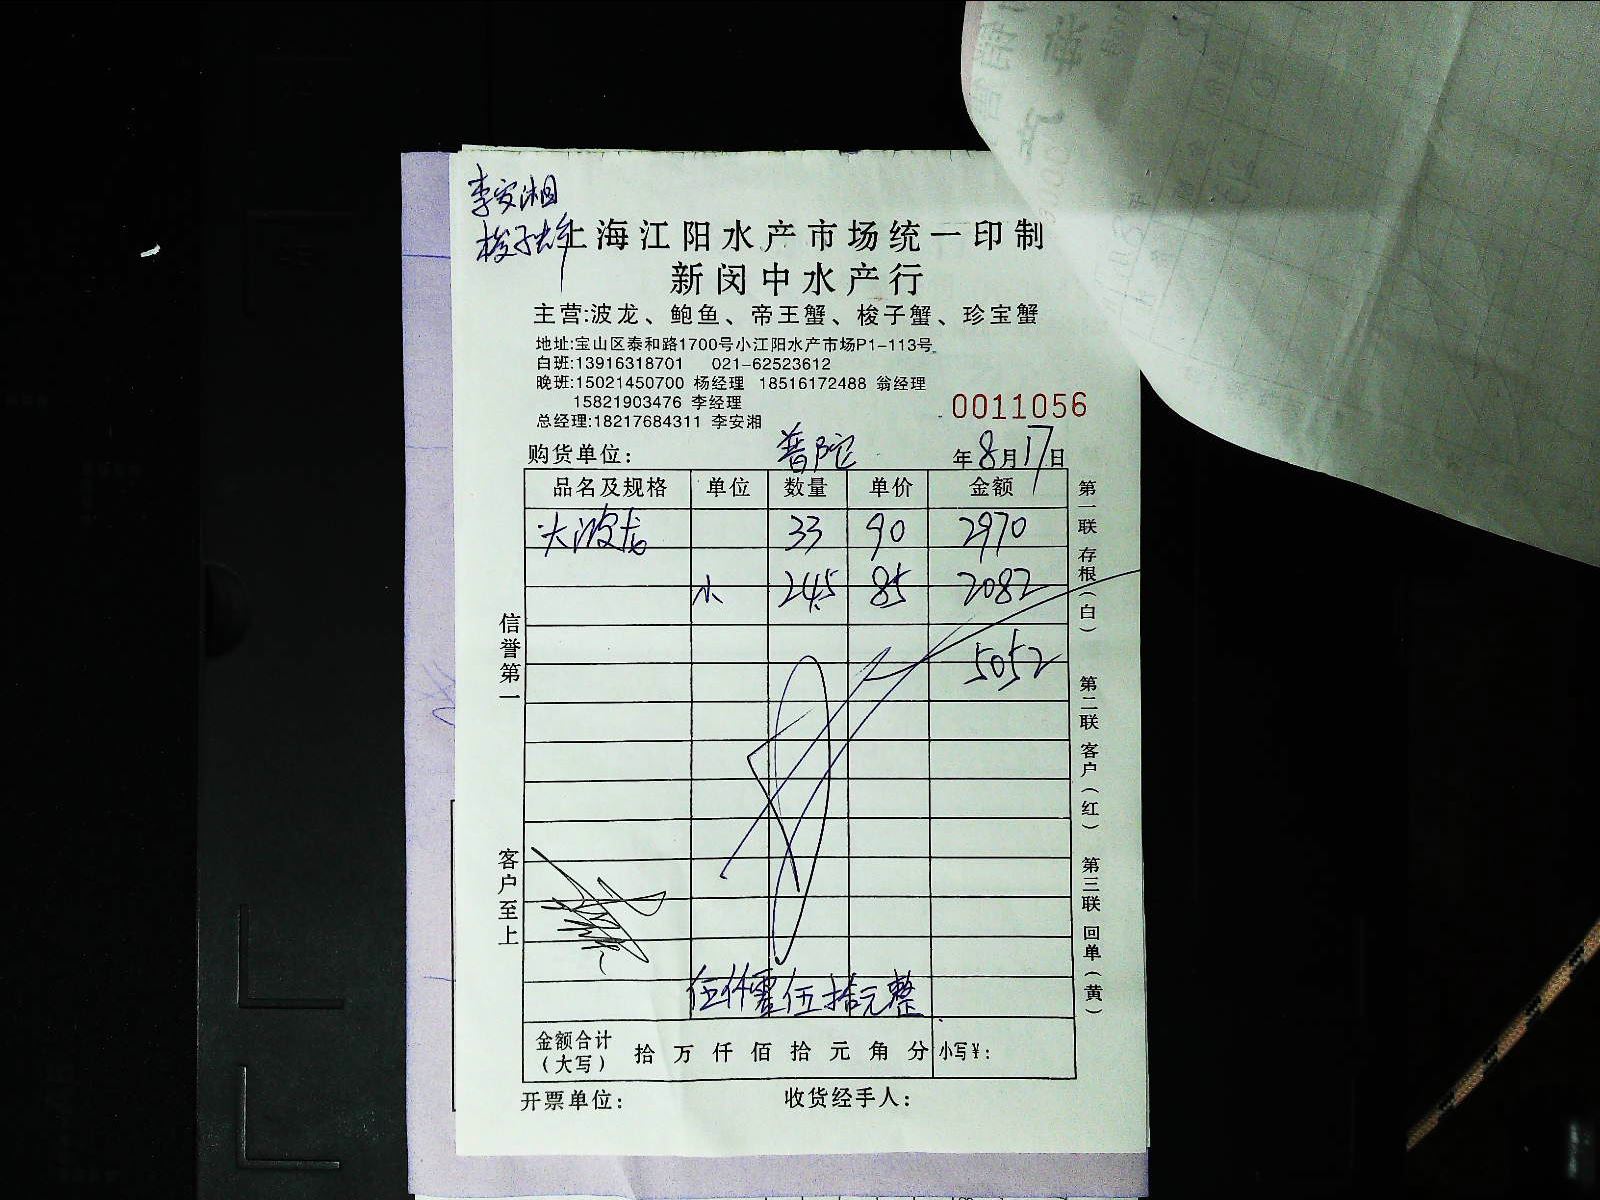 李安湘
梭子蟹
上海江阳水产市场统一印制
新闵中水产行
主营:波龙、鲍鱼、帝王蟹、梭子蟹、珍宝蟹
地址:宝山区泰和路1700号小江阳水产市场P1-113号
白班:13916318701 021-62523612
晚班:15021450700 杨经理 18516172488 翁经理
15821903476 李经理
总经理:18217684311 李安湘
0011056
购货单位: 普陀 年8月17日
品名及规格 单位 数量 单价 金额
大波龙 33 90 2970
小 24.5 85 2082
5052
伍仟零伍拾元整
金额合计(大写) 拾 万 仟 佰 拾 元 角 分 小写¥:
开票单位: 收货经手人:
信誉第一
客户至上
第一联 存根(白)
第二联 客户(红)
第三联 回单(黄)